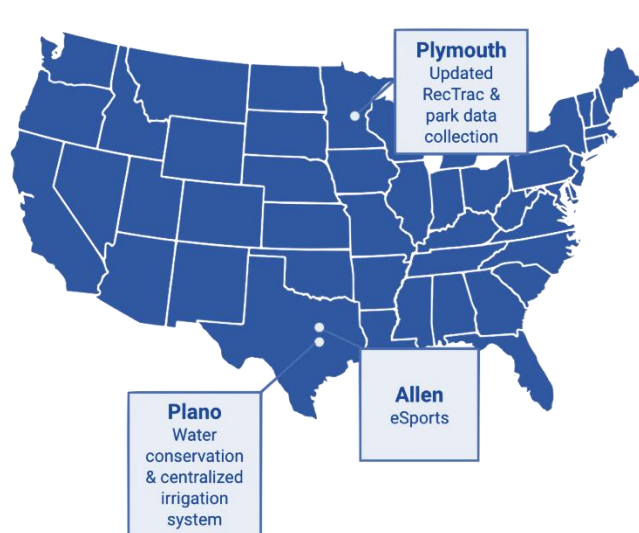 Plymouth
Updated
RecTrac &
park data
collection
Allen
eSports
Plano
Water
conservation
& centralized
irrigation
system